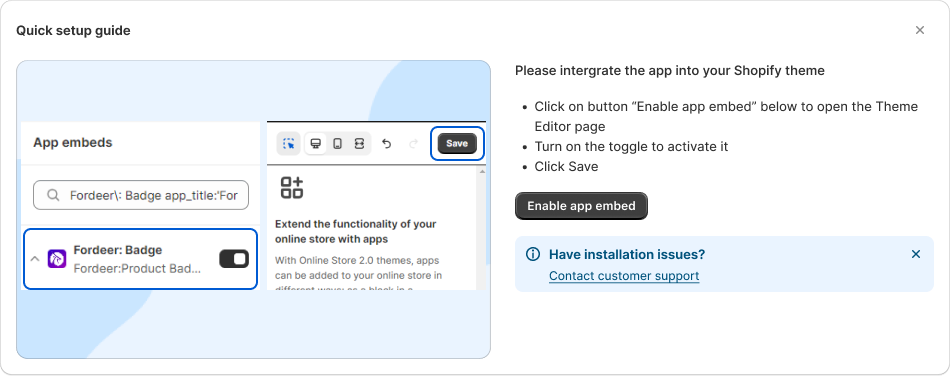 Quick setup guide
App embeds
Fordeer\: Badge app_title:'For
Fordeer: Badge
Fordeer:Product Bad...
Save
Extend the functionality of your
online store with apps
With Online Store 2.0 themes, apps
can be added to your online store in
different ways: as a block in a
Please intergrate the app into your Shopify theme
• Click on button “Enable app embed” below to open the Theme
Editor page
• Turn on the toggle to activate it
• Click Save
Enable app embed
Have installation issues?
Contact customer support